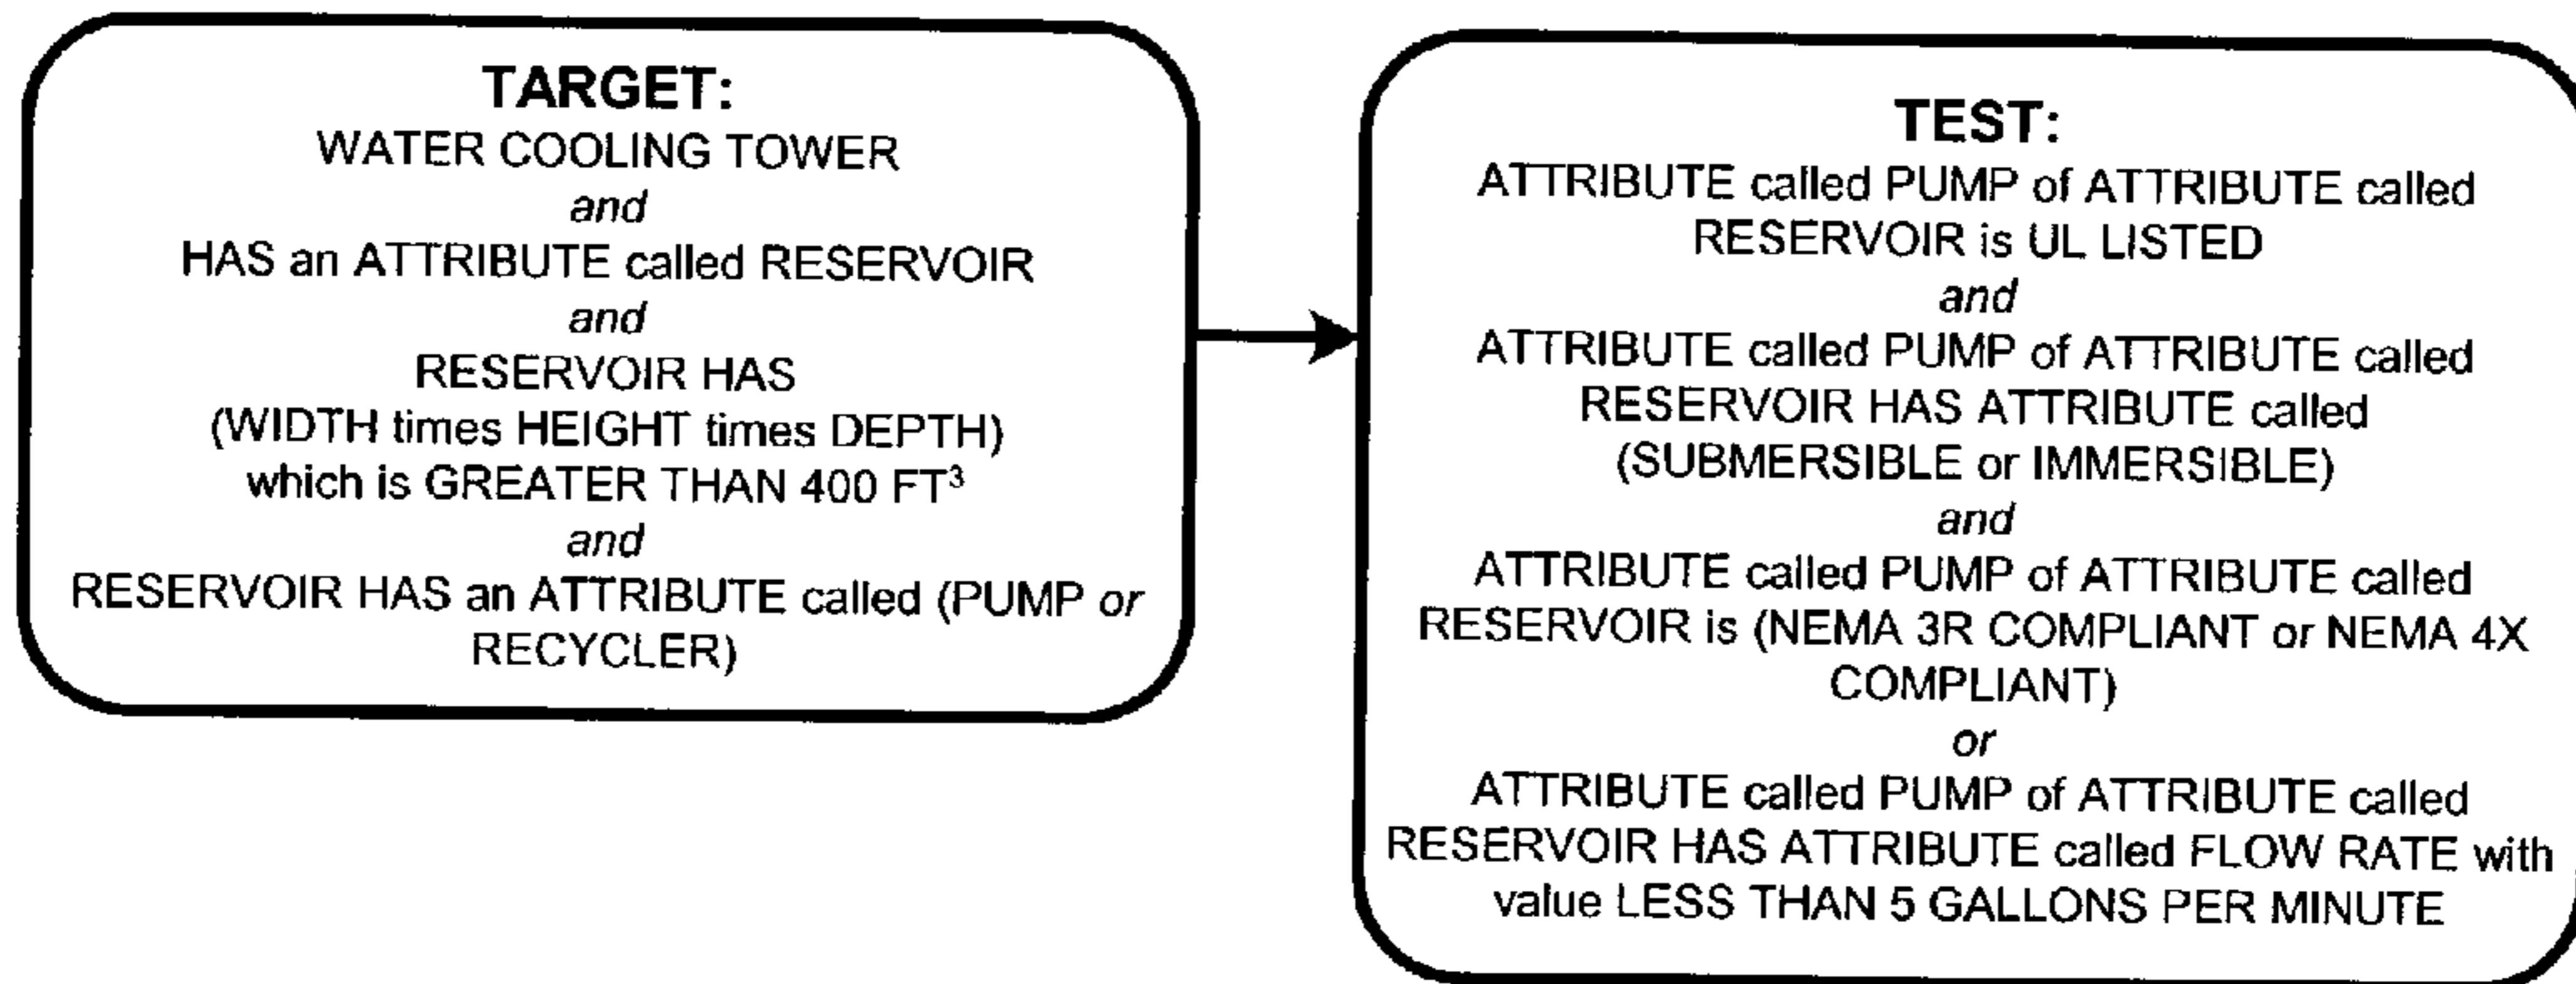 TARGET:
WATER COOLING TOWER
and
HAS an ATTRIBUTE called RESERVOIR
and
RESERVOIR HAS
(WIDTH times HEIGHT times DEPTH)
which is GREATER THAN 400 FT³
and
RESERVOIR HAS an ATTRIBUTE called (PUMP or
RECYCLER)
TEST:
ATTRIBUTE called PUMP of ATTRIBUTE called
RESERVOIR is UL LISTED
and
ATTRIBUTE called PUMP of ATTRIBUTE called
RESERVOIR HAS ATTRIBUTE called
(SUBMERSIBLE or IMMERSIBLE)
and
ATTRIBUTE called PUMP of ATTRIBUTE called
RESERVOIR is (NEMA 3R COMPLIANT or NEMA 4X
COMPLIANT)
or
ATTRIBUTE called PUMP of ATTRIBUTE called
RESERVOIR HAS ATTRIBUTE called FLOW RATE with
value LESS THAN 5 GALLONS PER MINUTE